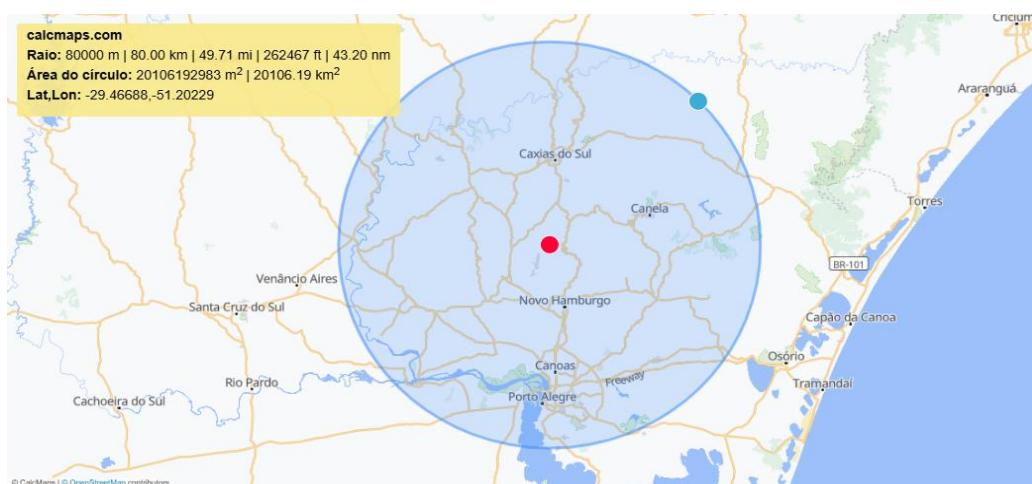 calcmaps.com
Raio: 80000 m | 80.00 km | 49.71 mi | 262467 ft | 43.20 nm
Área do círculo: 20106192983 m² | 20106.19 km²
Lat,Lon: -29.46688,-51.20229
Araranguá
Caxias do Sul
Torres
Canela
BR-101
Venâncio Aires
Novo Hamburgo
Santa Cruz do Sul
Capão da Canoa
Osório
Canoas
Freeway
Rio Pardo
Tramandaí
Porto Alegre
Cachoeira do Sul
© CalcMaps | © OpenStreetMap contributors